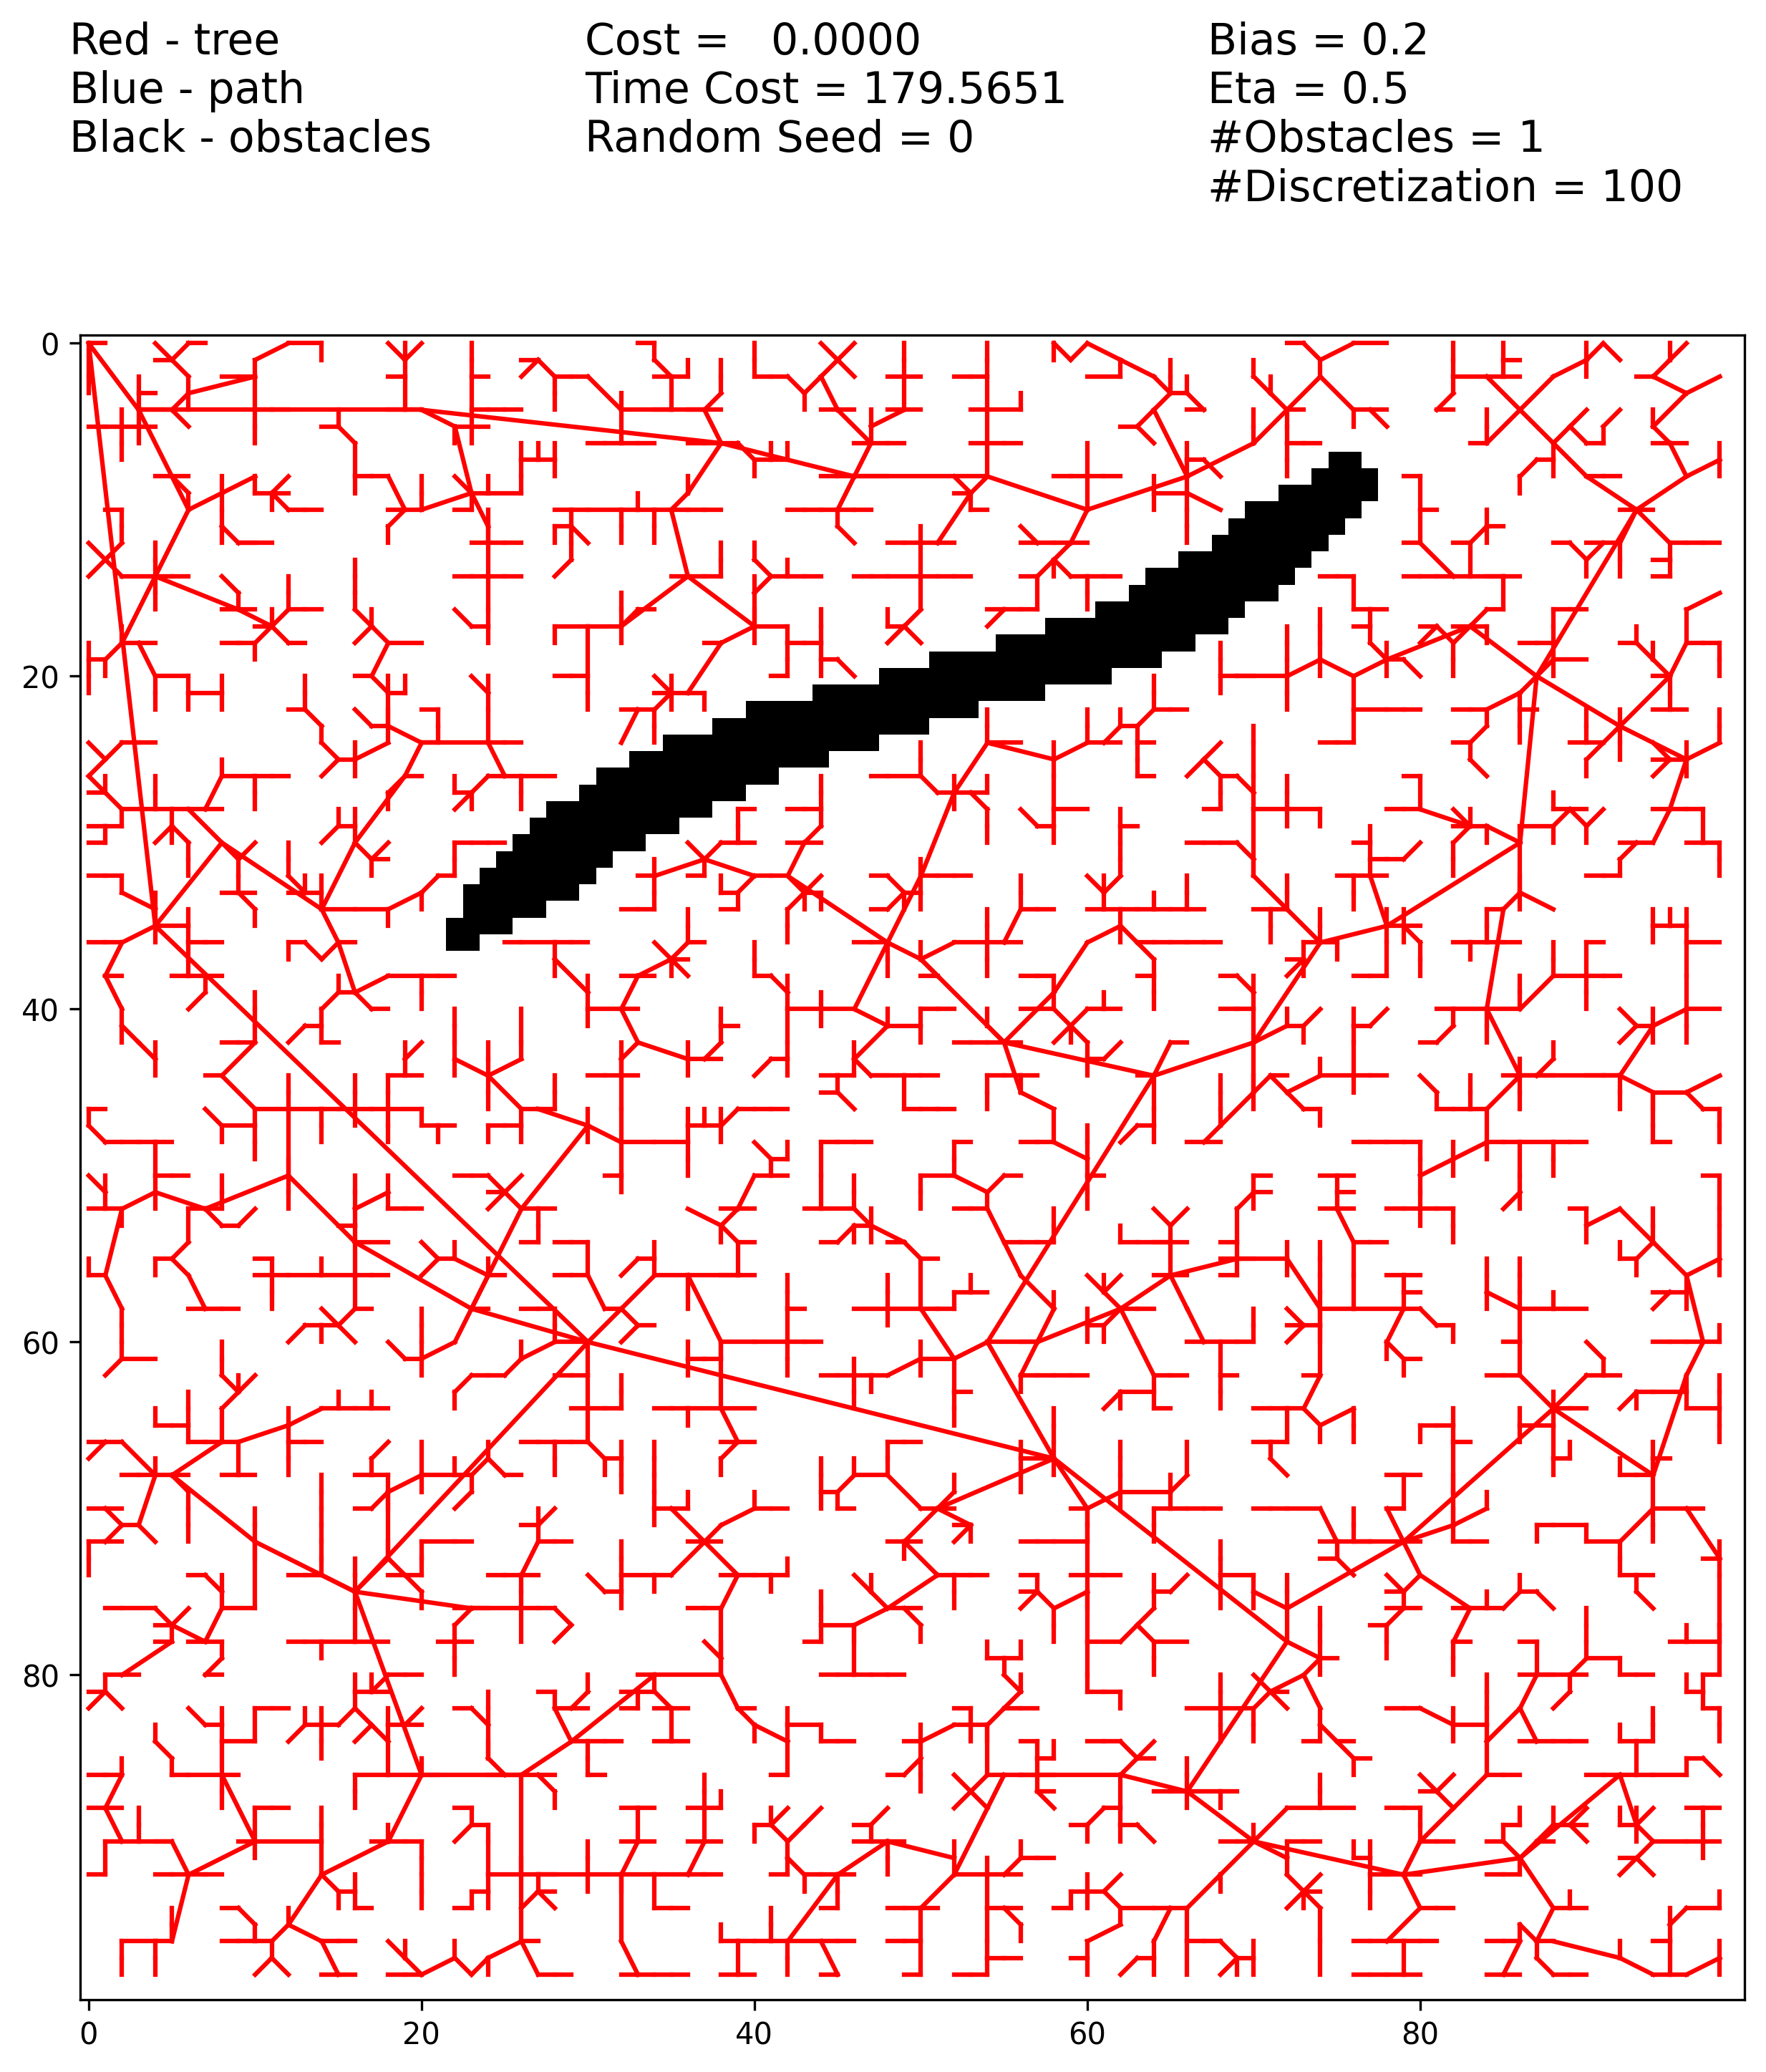 Red - tree
Blue - path
Black - obstacles
Cost =   0.0000
Time Cost = 179.5651
Random Seed = 0
Bias = 0.2
Eta = 0.5
#Obstacles = 1
#Discretization = 100
0
20
40
60
80
0
20
40
60
80